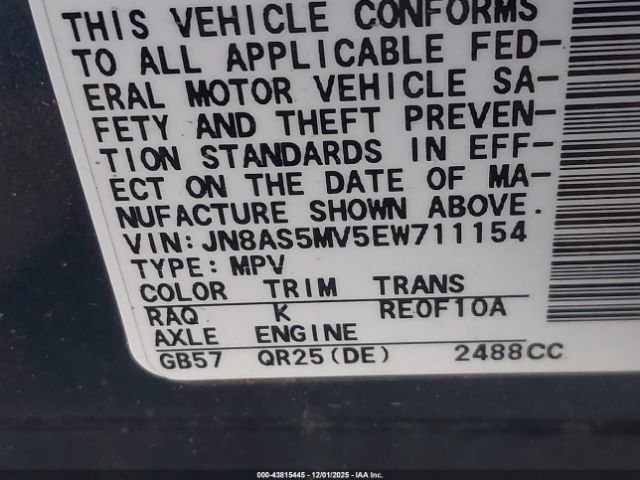 THIS VEHICLE CONFORMS
TO ALL APPLICABLE FED-
ERAL MOTOR VEHICLE SA-
FETY AND THEFT PREVEN-
TION STANDARDS IN EFF-
ECT ON THE DATE OF MA-
NUFACTURE SHOWN ABOVE.
VIN:JN8AS5MV5EW711154
TYPE:MPV
COLOR TRIM TRANS
RAQ K RE0F10A
AXLE ENGINE
GB57 QR25(DE) 2488CC
000-43815445 - 12/01/2025 - IAA Inc.